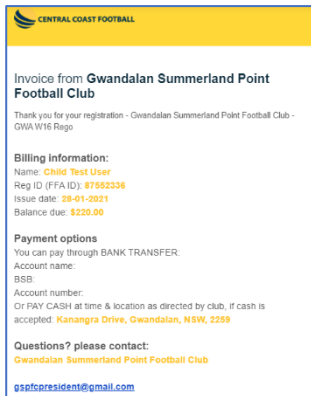 CENTRAL COAST FOOTBALL
Invoice from Gwandalan Summerland Point
Football Club
Thank you for your registration - Gwandalan Summerland Point Football Club -
GWA W16 Rego
Billing information:
Name: Child Test User
Reg ID (FFA ID): 87552336
Issue date: 28-01-2021
Balance due: $220.00
Payment options
You can pay through BANK TRANSFER:
Account name:
BSB:
Account number:
Or PAY CASH at time & location as directed by club, if cash is
accepted: Kanangra Drive, Gwandalan, NSW, 2259
Questions? please contact:
Gwandalan Summerland Point Football Club
gspfcpresident@gmail.com